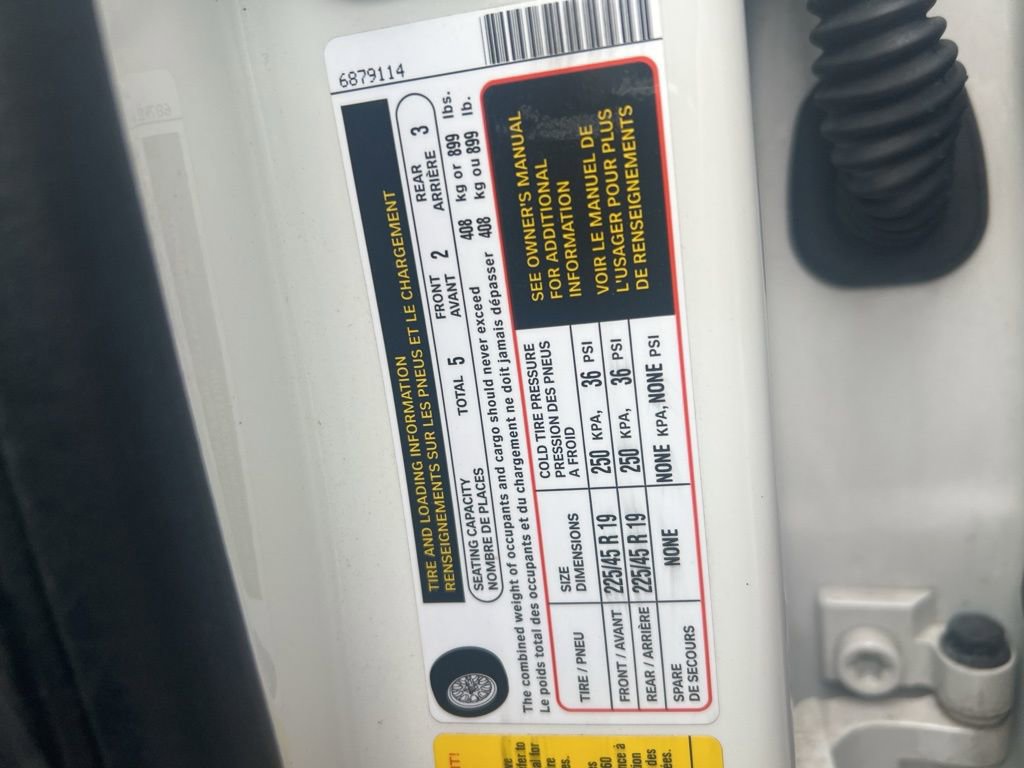 6879114
TIRE AND LOADING INFORMATION
RENSEIGNEMENTS SUR LES PNEUS ET LE CHARGEMENT
SEATING CAPACITY
NOMBRE DE PLACES
TOTAL 5
FRONT
AVANT 2
REAR
ARRIÈRE 3
The combined weight of occupants and cargo should never exceed 408 kg or 899 lbs.
Le poids total des occupants et du chargement ne doit jamais dépasser 408 kg ou 899 lb.
TIRE / PNEU
SIZE
DIMENSIONS
COLD TIRE PRESSURE
PRESSION DES PNEUS
A FROID
FRONT / AVANT 225/45 R 19 250 KPA, 36 PSI
REAR / ARRIÈRE 225/45 R 19 250 KPA, 36 PSI
SPARE
DE SECOURS
NONE NONE KPA, NONE PSI
SEE OWNER'S MANUAL
FOR ADDITIONAL
INFORMATION
VOIR LE MANUEL DE
L'USAGER POUR PLUS
DE RENSEIGNEMENTS